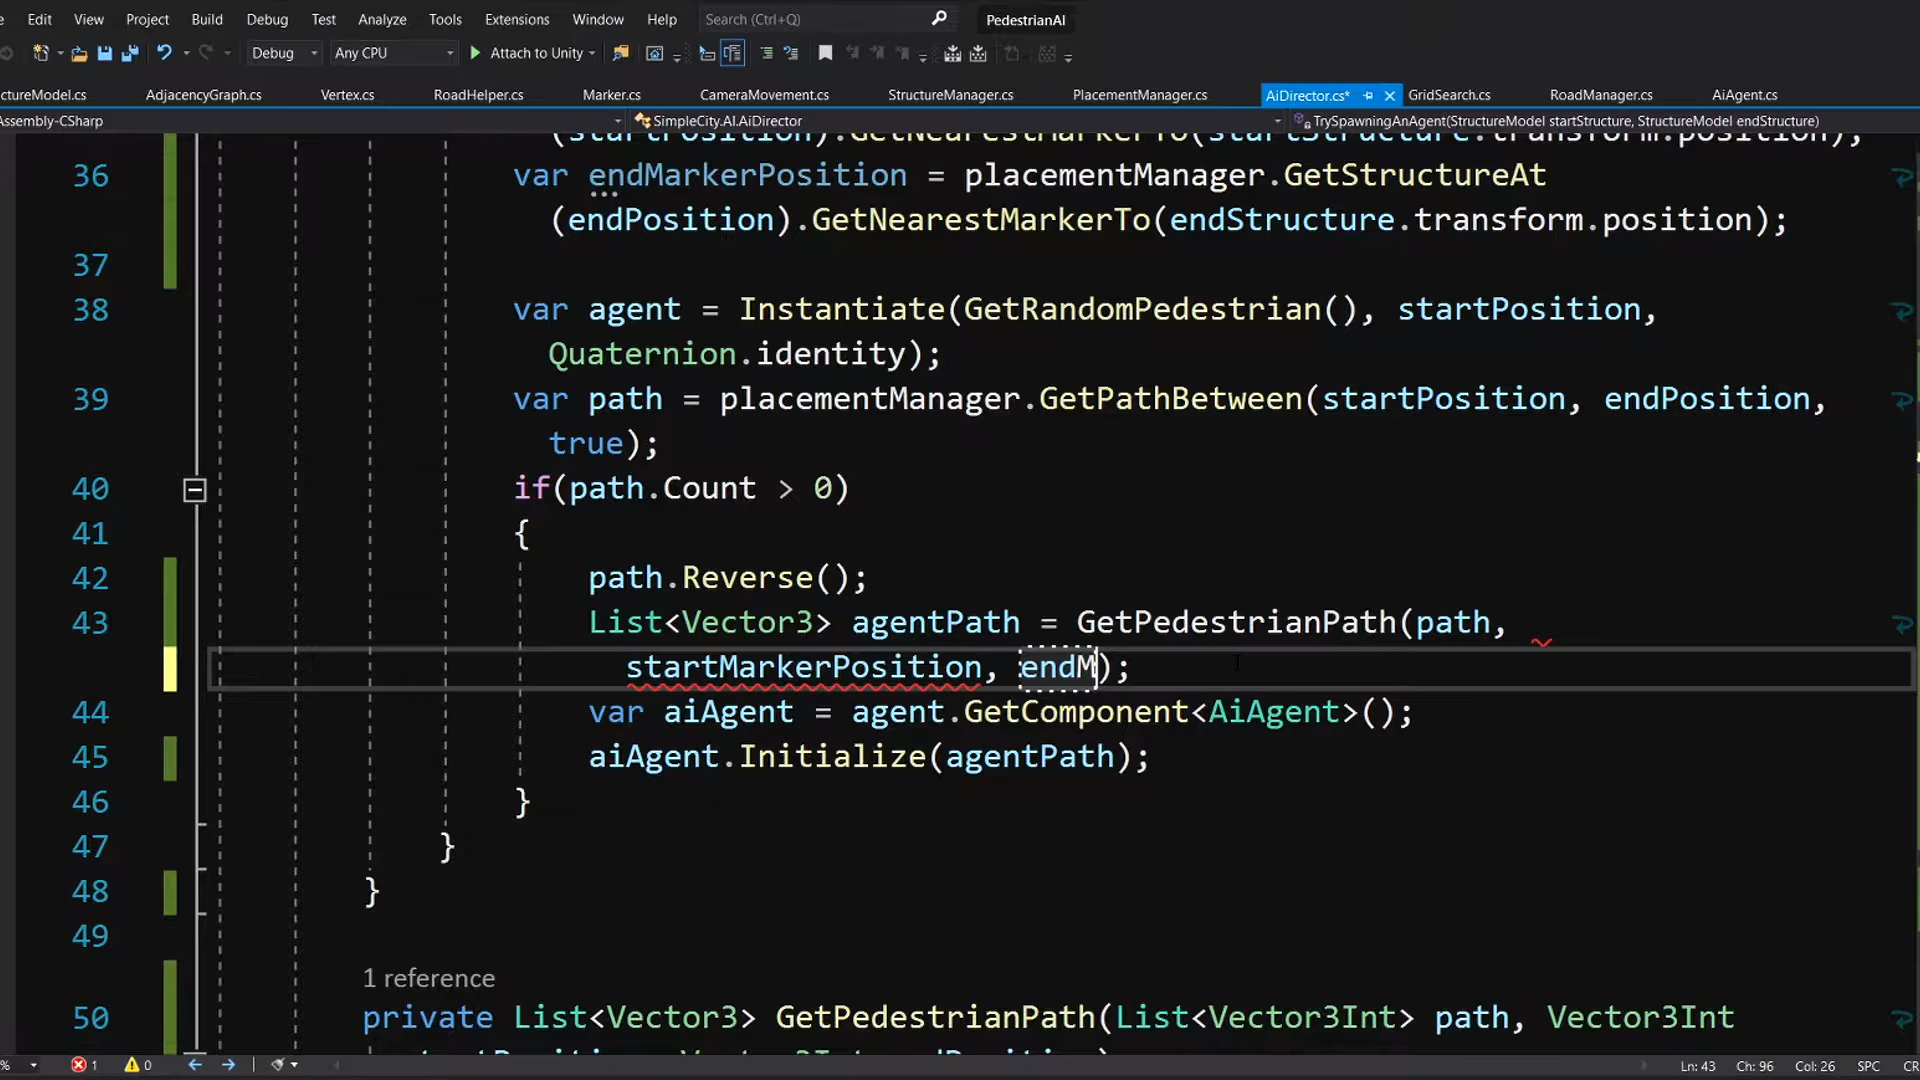 Edit View Project Build Debug Test Analyze Tools Extensions Window Help Search (Ctrl+Q) PedestrianAI
Debug Any CPU Attach to Unity
ctureModel.cs AdjacencyGraph.cs Vertex.cs RoadHelper.cs Marker.cs CameraMovement.cs StructureManager.cs PlacementManager.cs AiDirector.cs* GridSearch.cs RoadManager.cs AiAgent.cs
Assembly-CSharp SimpleCity.AI.AiDirector TrySpawningAnAgent(StructureModel startStructure, StructureModel endStructure)
(startPosition).GetNearestMarkerTo(startStructure.transform.position);
36 var endMarkerPosition = placementManager.GetStructureAt
(endPosition).GetNearestMarkerTo(endStructure.transform.position);
37
38 var agent = Instantiate(GetRandomPedestrian(), startPosition,
Quaternion.identity);
39 var path = placementManager.GetPathBetween(startPosition, endPosition,
true);
40 if(path.Count > 0)
41 {
42 path.Reverse();
43 List<Vector3> agentPath = GetPedestrianPath(path,
startMarkerPosition, endM);
44 var aiAgent = agent.GetComponent<AiAgent>();
45 aiAgent.Initialize(agentPath);
46 }
47 }
48 }
49
1 reference
50 private List<Vector3> GetPedestrianPath(List<Vector3Int> path, Vector3Int
% 1 0 Ln: 43 Ch: 96 Col: 26 SPC CR